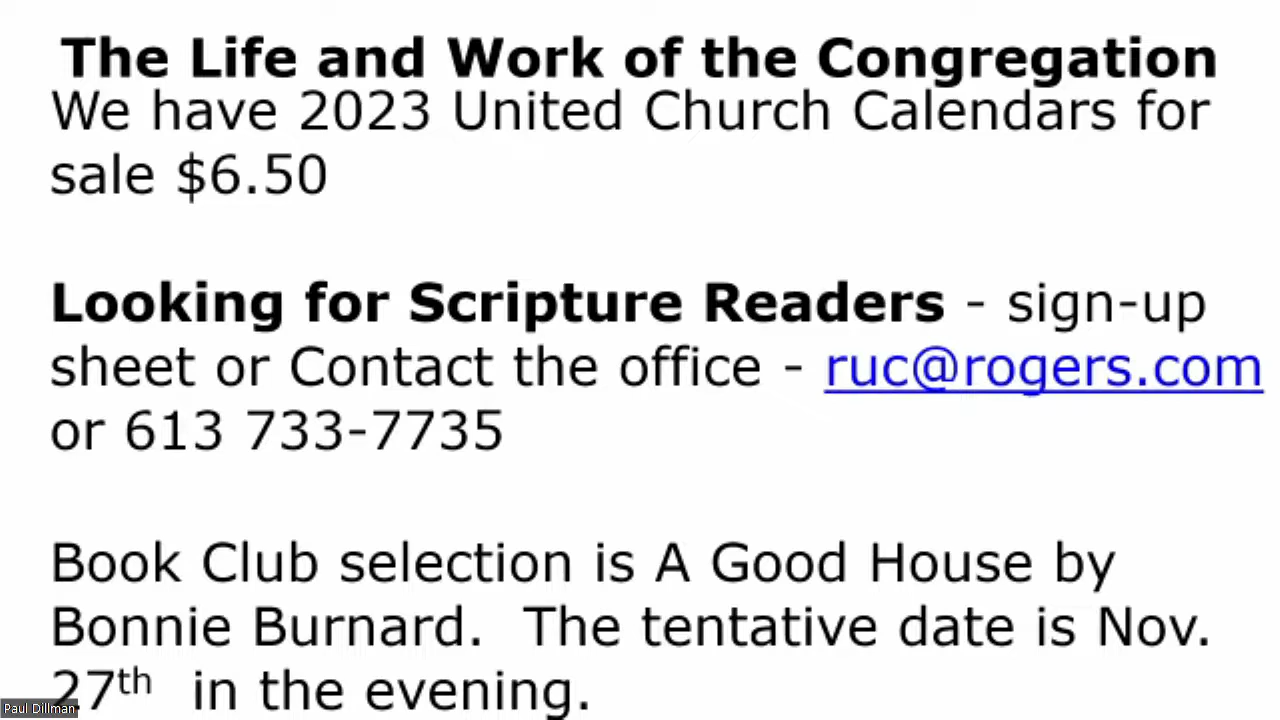 The Life and Work of the Congregation
We have 2023 United Church Calendars for
sale $6.50
Looking for Scripture Readers - sign-up
sheet or Contact the office - ruc@rogers.com
or 613 733-7735
Book Club selection is A Good House by
Bonnie Burnard.  The tentative date is Nov.
27th  in the evening.
Paul Dillman